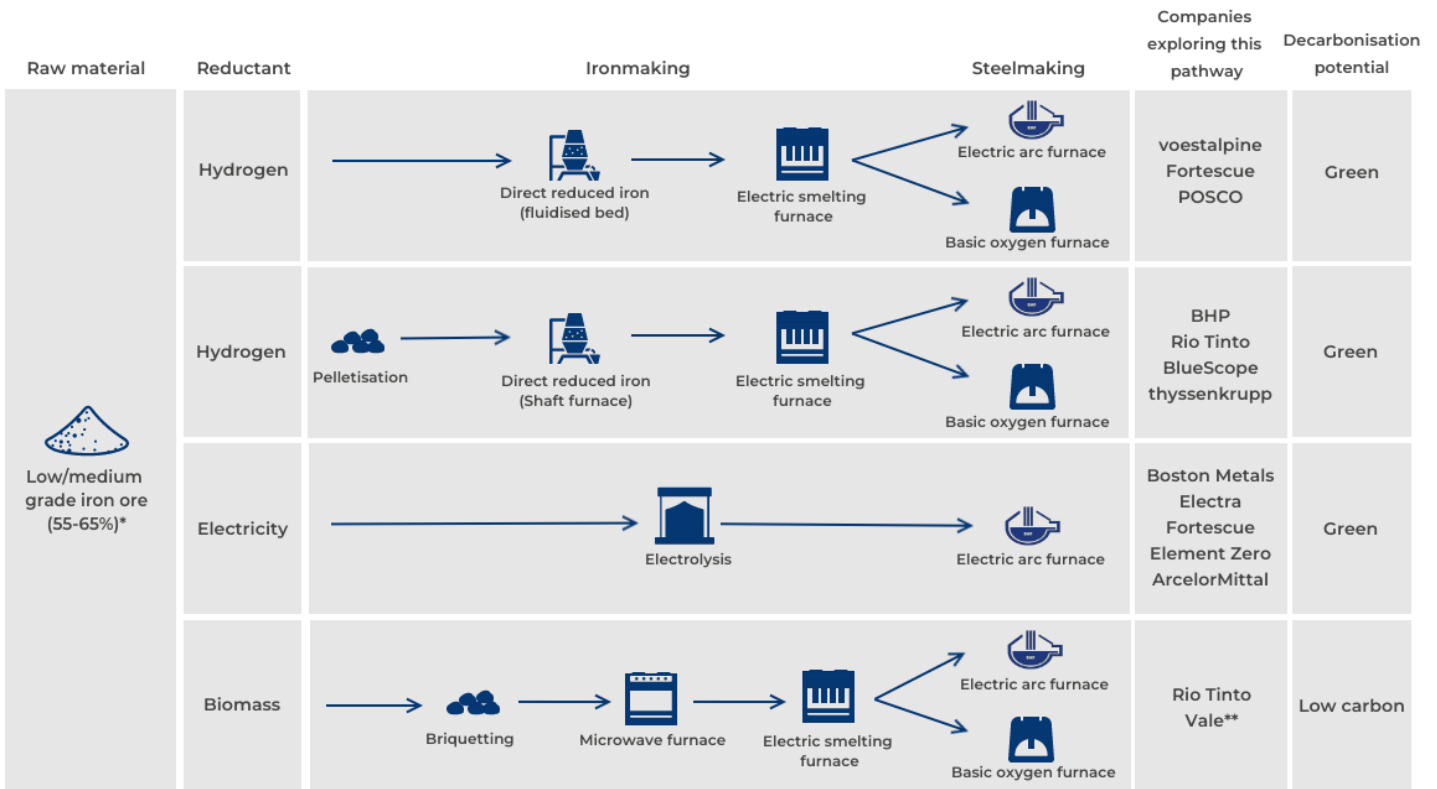 Raw material
Reductant
Ironmaking
Steelmaking
Companies
exploring this
pathway
Decarbonisation
potential
Low/medium
grade iron ore
(55-65%)*
Hydrogen
Direct reduced iron
(fluidised bed)
Electric smelting
furnace
Electric arc furnace
Basic oxygen furnace
voestalpine
Fortescue
POSCO
Green
Hydrogen
Pelletisation
Direct reduced iron
(Shaft furnace)
Electric smelting
furnace
Electric arc furnace
Basic oxygen furnace
BHP
Rio Tinto
BlueScope
thyssenkrupp
Green
Electricity
Electrolysis
Electric arc furnace
Boston Metals
Electra
Fortescue
Element Zero
ArcelorMittal
Green
Biomass
Briquetting
Microwave furnace
Electric smelting
furnace
Electric arc furnace
Basic oxygen furnace
Rio Tinto
Vale**
Low carbon